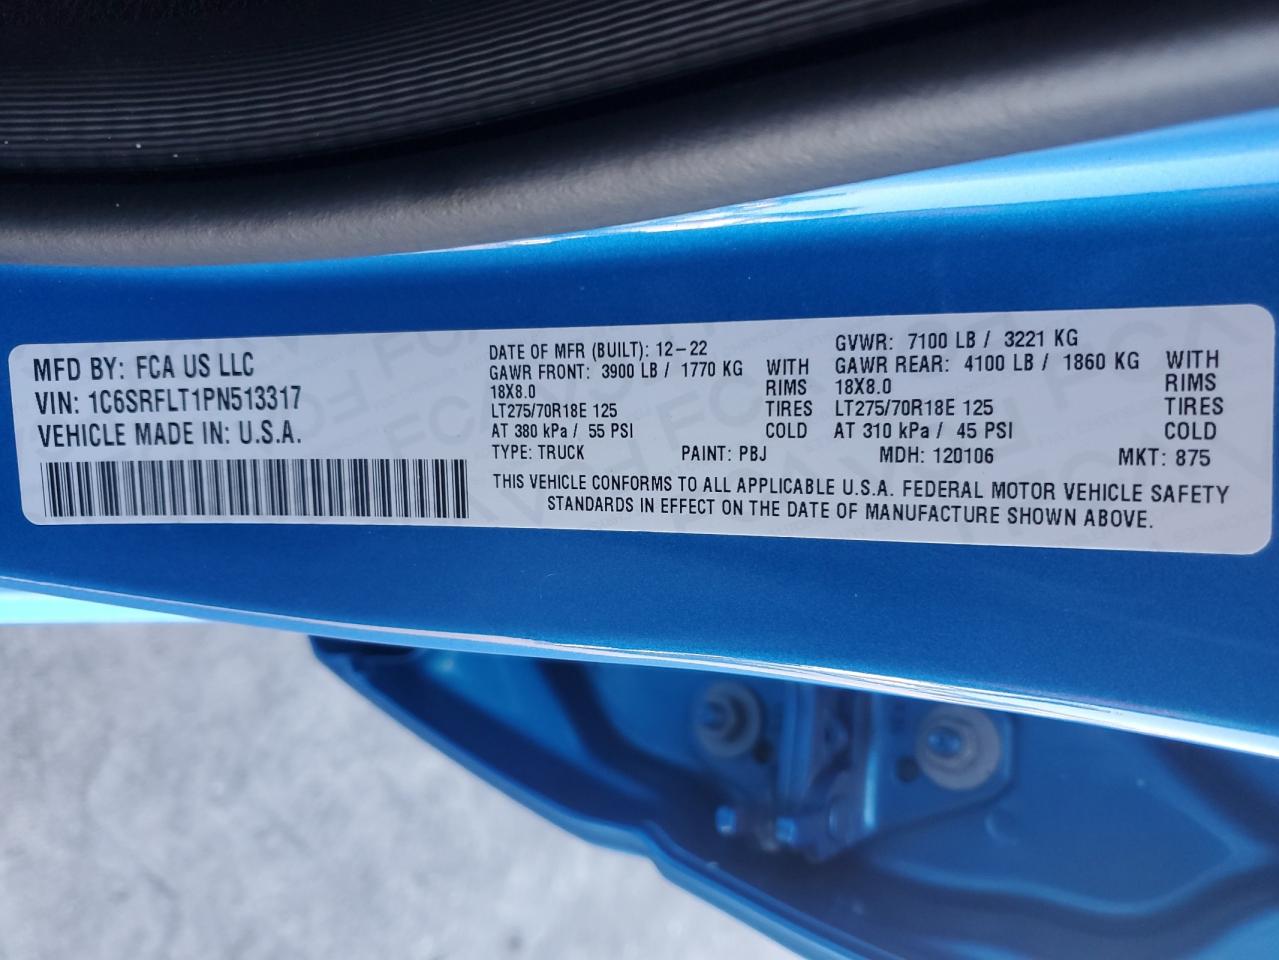 MFD BY: FCA US LLC
VIN: 1C6SRFLT1PN513317
VEHICLE MADE IN: U.S.A.
DATE OF MFR (BUILT): 12-22
GAWR FRONT: 3900 LB / 1770 KG WITH
18X8.0 RIMS
LT275/70R18E 125 TIRES
AT 380 kPa / 55 PSI COLD
GVWR: 7100 LB / 3221 KG
GAWR REAR: 4100 LB / 1860 KG WITH
18X8.0 RIMS
LT275/70R18E 125 TIRES
AT 310 kPa / 45 PSI COLD
TYPE: TRUCK PAINT: PBJ MDH: 120106 MKT: 875
THIS VEHICLE CONFORMS TO ALL APPLICABLE U.S.A. FEDERAL MOTOR VEHICLE SAFETY
STANDARDS IN EFFECT ON THE DATE OF MANUFACTURE SHOWN ABOVE.